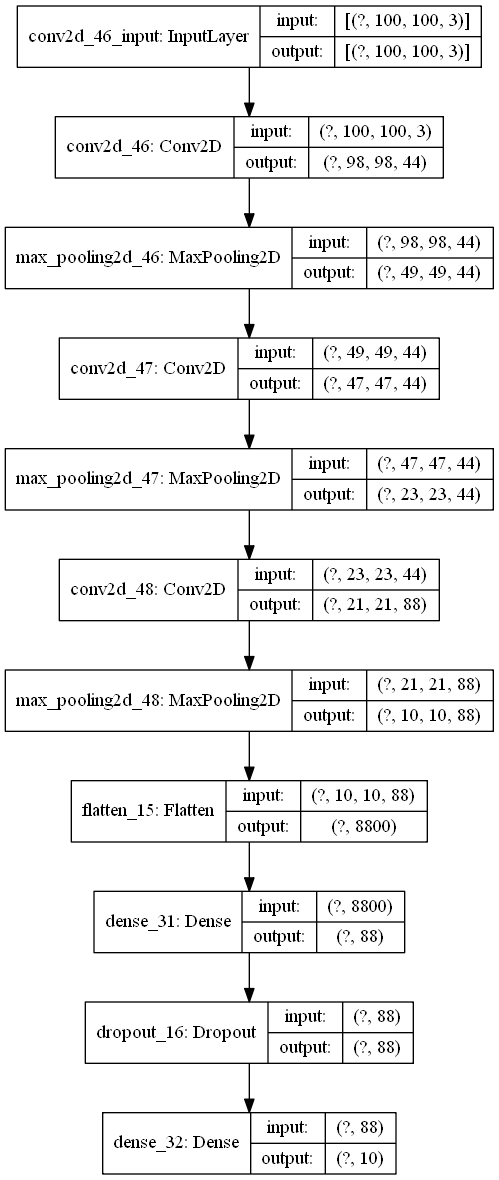 conv2d_46_input: InputLayer
input: [(?, 100, 100, 3)]
output: [(?, 100, 100, 3)]
conv2d_46: Conv2D
input: (?, 100, 100, 3)
output: (?, 98, 98, 44)
max_pooling2d_46: MaxPooling2D
input: (?, 98, 98, 44)
output: (?, 49, 49, 44)
conv2d_47: Conv2D
input: (?, 49, 49, 44)
output: (?, 47, 47, 44)
max_pooling2d_47: MaxPooling2D
input: (?, 47, 47, 44)
output: (?, 23, 23, 44)
conv2d_48: Conv2D
input: (?, 23, 23, 44)
output: (?, 21, 21, 88)
max_pooling2d_48: MaxPooling2D
input: (?, 21, 21, 88)
output: (?, 10, 10, 88)
flatten_15: Flatten
input: (?, 10, 10, 88)
output: (?, 8800)
dense_31: Dense
input: (?, 8800)
output: (?, 88)
dropout_16: Dropout
input: (?, 88)
output: (?, 88)
dense_32: Dense
input: (?, 88)
output: (?, 10)